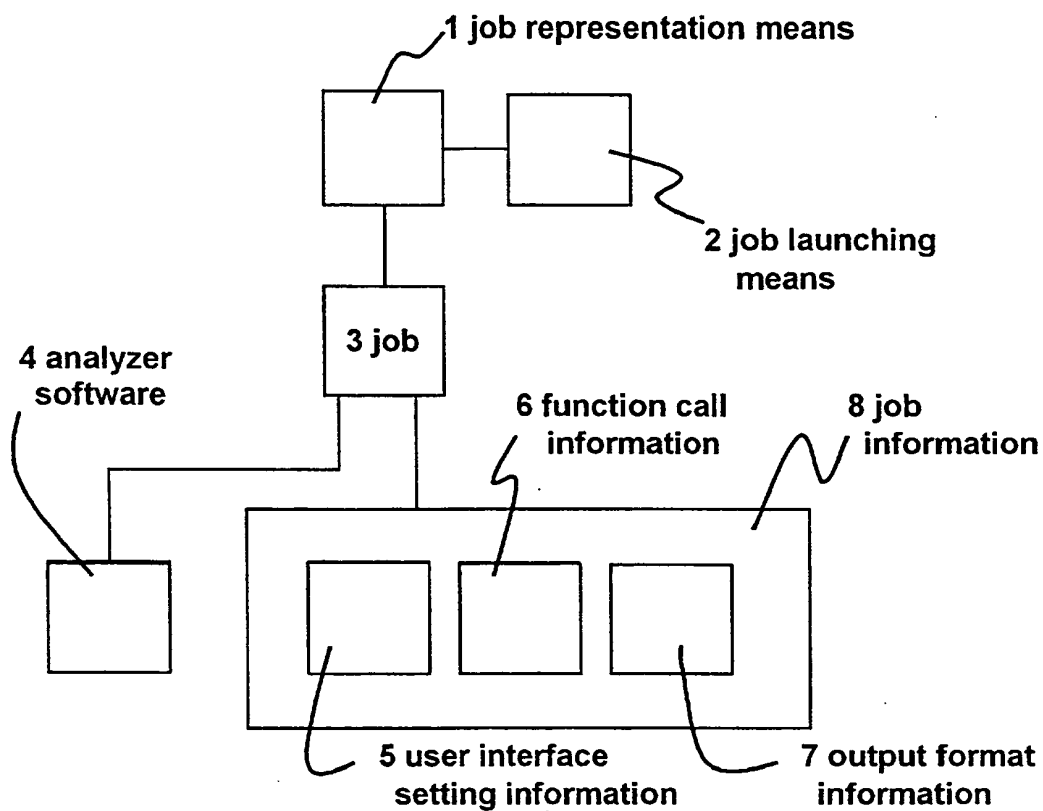 1 job representation means
2 job launching
means
3 job
4 analyzer
software
6 function call
information
8 job
information
5 user interface
setting information
7 output format
information